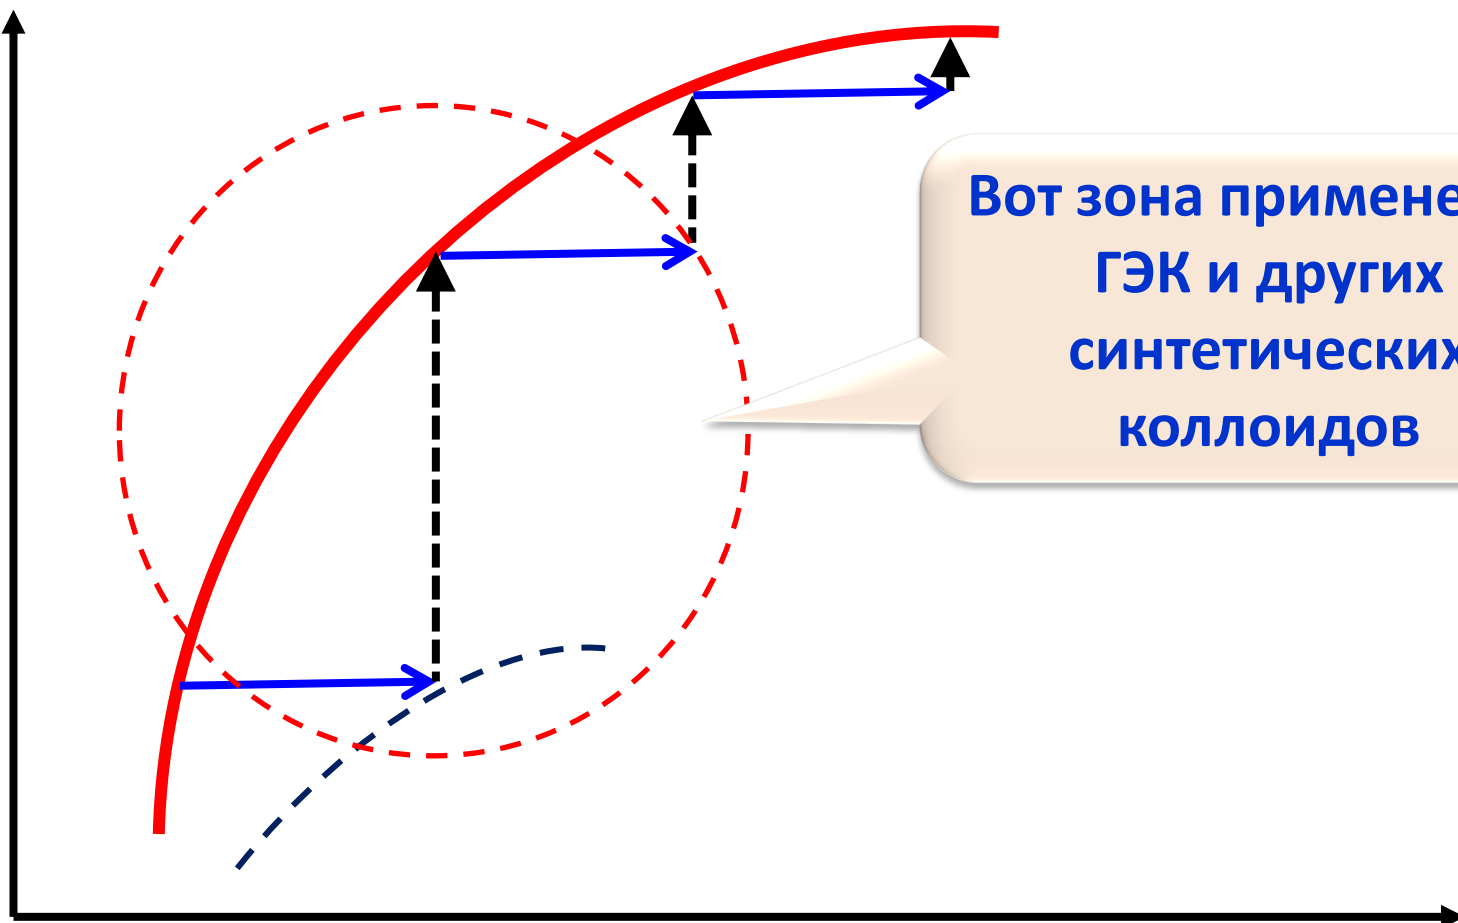 Вот зона примене
ГЭК и других
синтетических
коллоидов